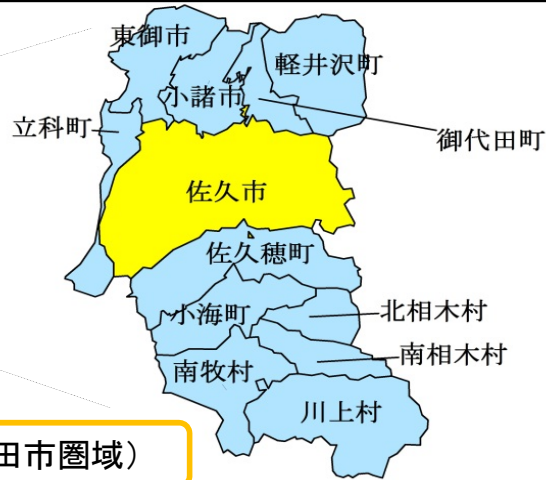 東御市
軽井沢町
小諸市
立科町
御代田町
佐久市
佐久穂町
小海町
北相木村
南相木村
南牧村
川上村
田市圏域）